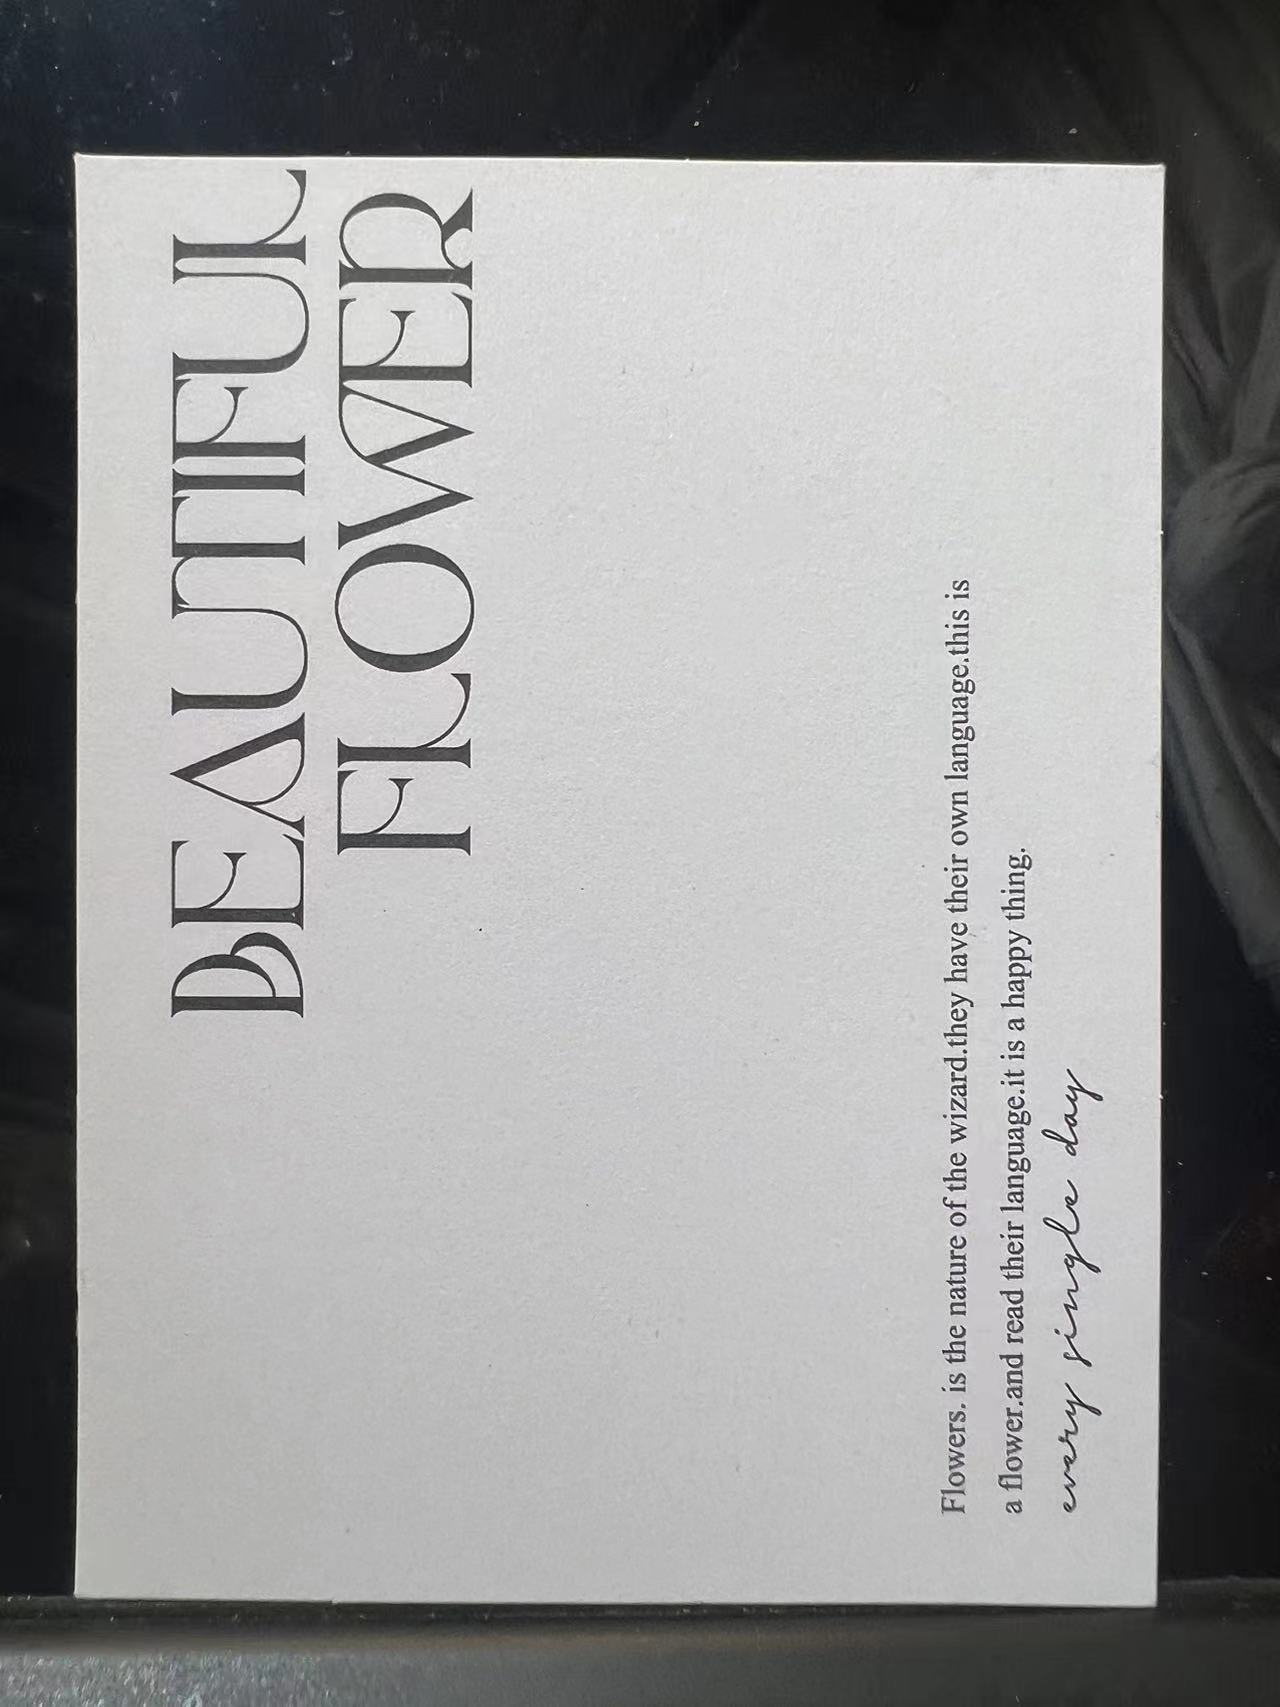 BEAUTIFUL
FLOWER
Flowers. is the nature of the wizard.they have their own language.this is
a flower.and read their language.it is a happy thing.
every single day